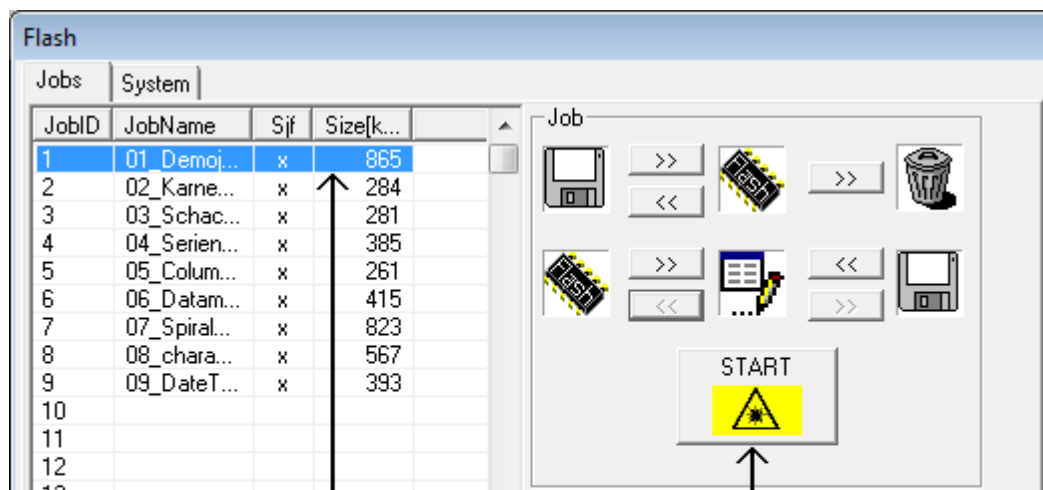 Flash
Jobs System
JobID JobName Sjf Size[k...
1 01_Demoj... x 865
2 02_Karne... x 284
3 03_Schac... x 281
4 04_Serien... x 385
5 05_Colum... x 261
6 06_Datam... x 415
7 07_Spiral... x 823
8 08_chara... x 567
9 09_DateT... x 393
10
11
12
Job
>> Flash >>
<<
Flash >> <<
<< >>
START